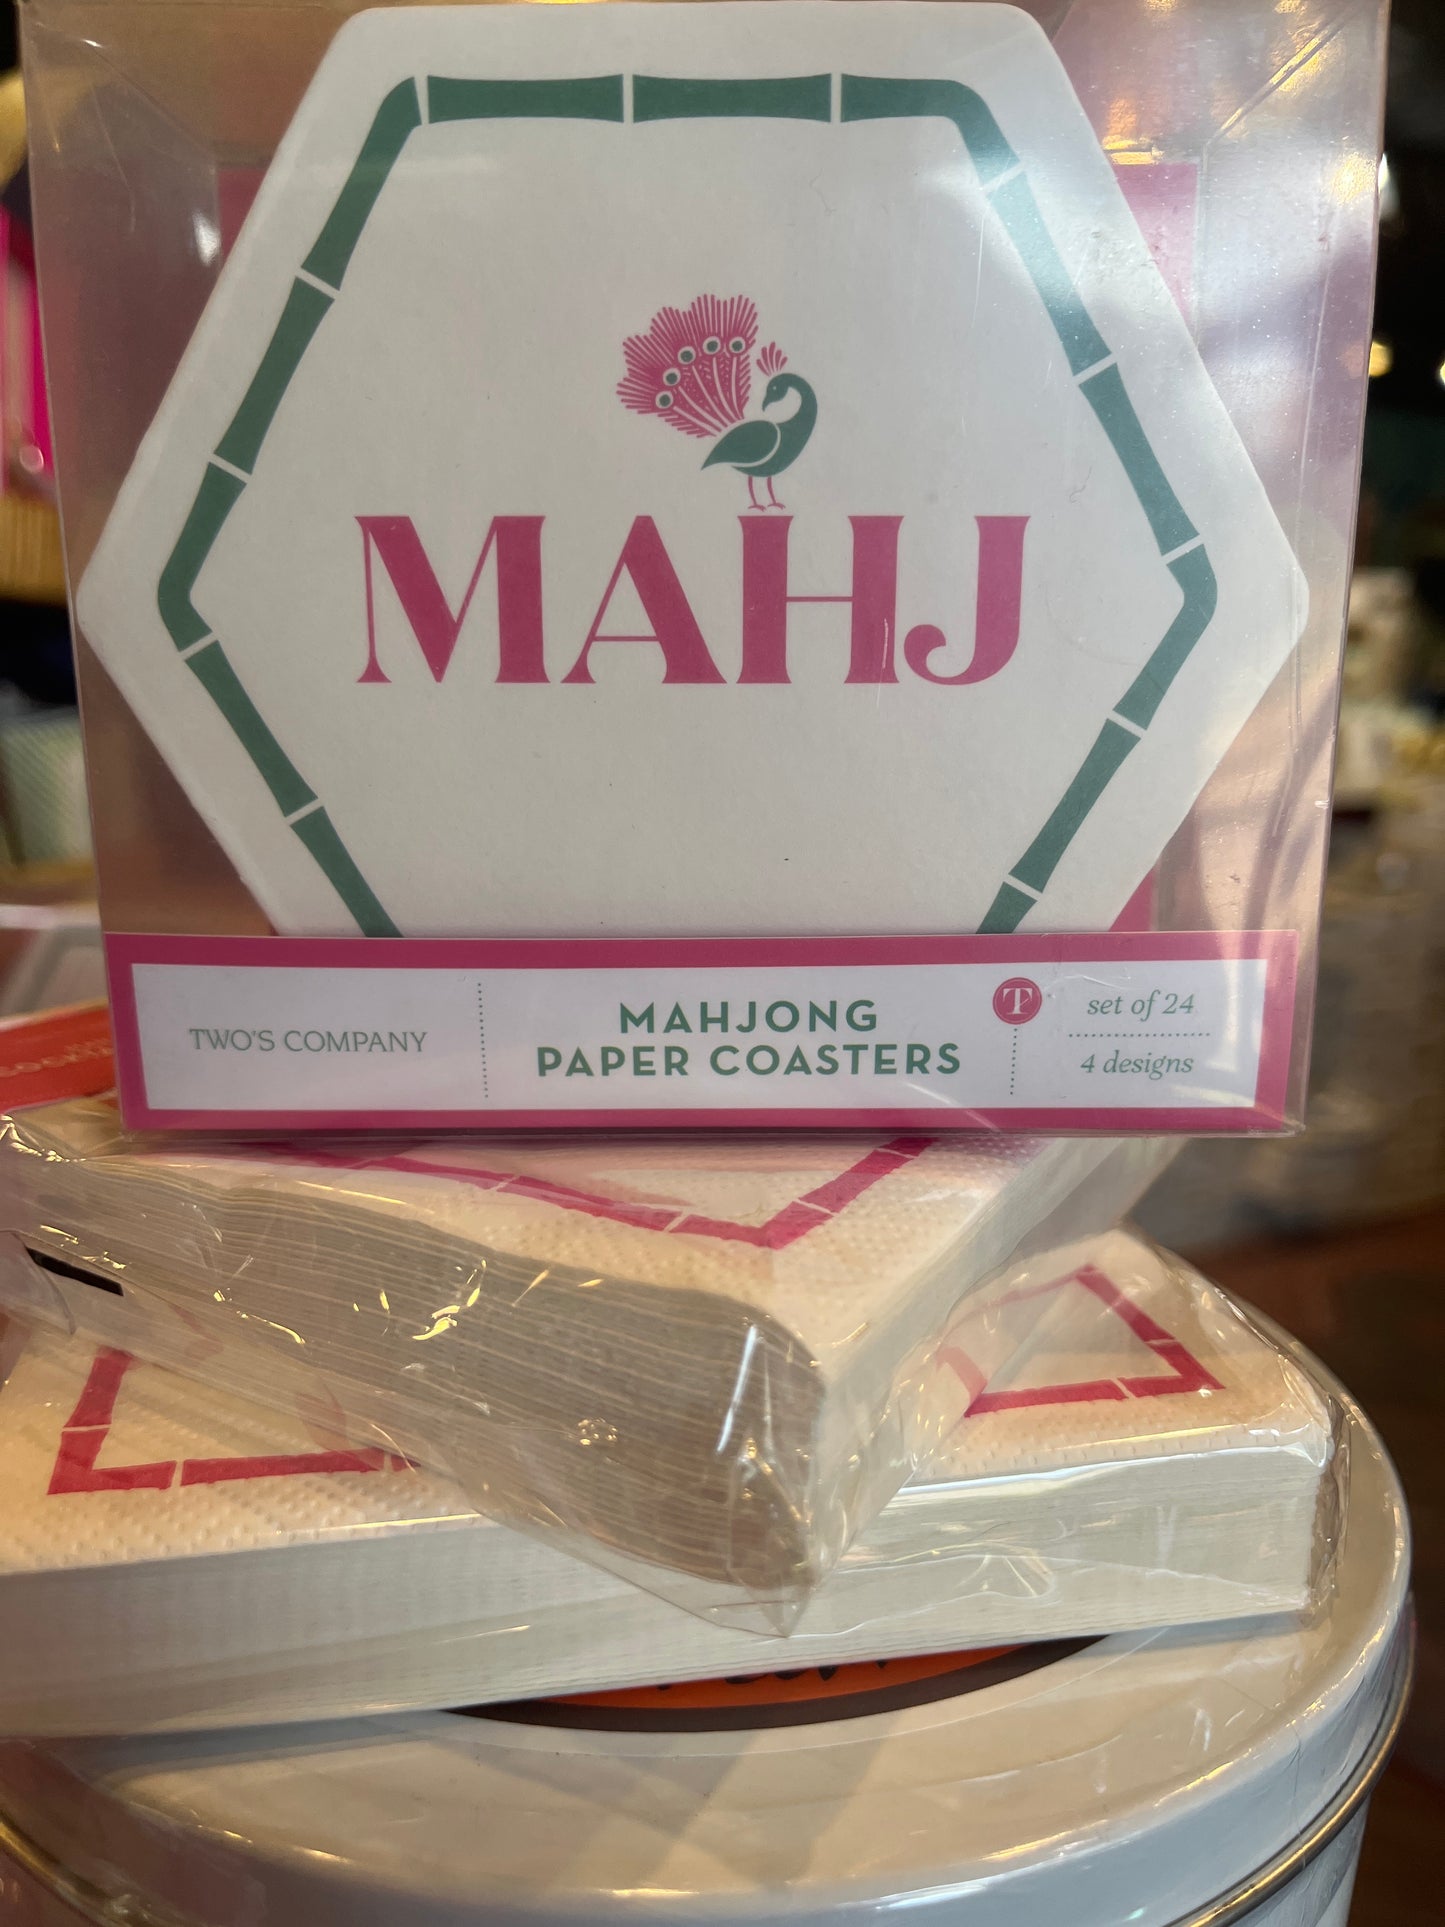 MAHJ
TWO'S COMPANY
MAHJONG
PAPER COASTERS
T
set of 24
4 designs